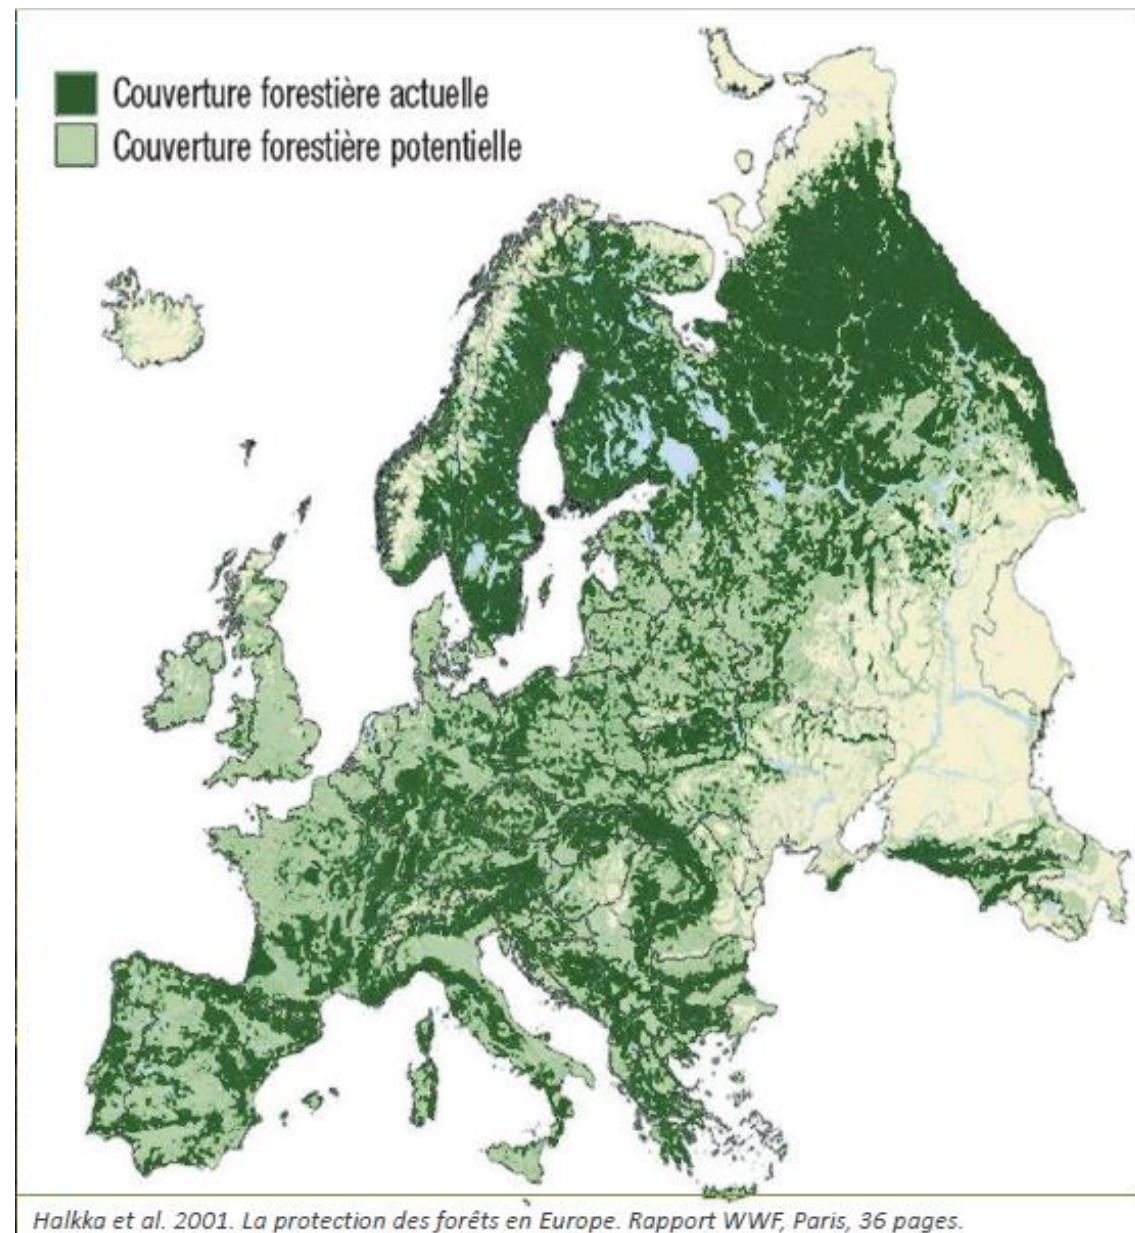 Couverture forestière actuelle
Couverture forestière potentielle
Halkka et al. 2001. La protection des forêts en Europe. Rapport WWF, Paris, 36 pages.